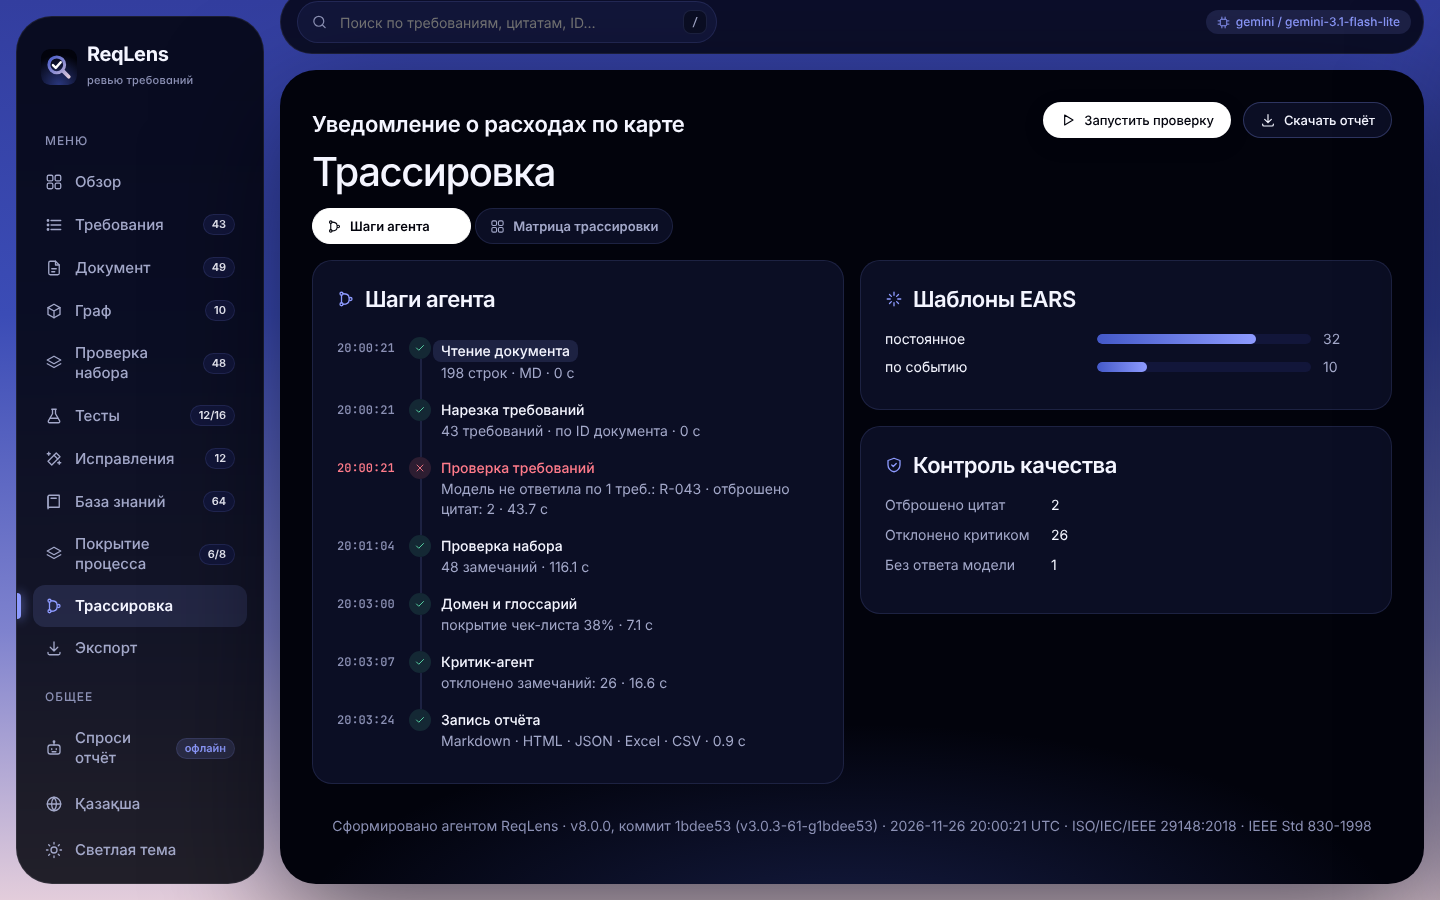 ReqLens
ревью требований
МЕНЮ
Обзор
Требования 43
Документ 49
Граф 10
Проверка
набора 48
Тесты 12/16
Исправления 12
База знаний 64
Покрытие
процесса 6/8
Трассировка
Экспорт
ОБЩЕЕ
Спроси
отчёт офлайн
Қазақша
Светлая тема
Поиск по требованиям, цитатам, ID... /
gemini / gemini-3.1-flash-lite
Уведомление о расходах по карте
Запустить проверку
Скачать отчёт
Трассировка
Шаги агента
Матрица трассировки
Шаги агента
20:00:21 Чтение документа
198 строк · MD · 0 с
20:00:21 Нарезка требований
43 требований · по ID документа · 0 с
20:00:21 Проверка требований
Модель не ответила по 1 треб.: R-043 · отброшено
цитат: 2 · 43.7 с
20:01:04 Проверка набора
48 замечаний · 116.1 с
20:03:00 Домен и глоссарий
покрытие чек-листа 38% · 7.1 с
20:03:07 Критик-агент
отклонено замечаний: 26 · 16.6 с
20:03:24 Запись отчёта
Markdown · HTML · JSON · Excel · CSV · 0.9 с
Шаблоны EARS
постоянное 32
по событию 10
Контроль качества
Отброшено цитат 2
Отклонено критиком 26
Без ответа модели 1
Сформировано агентом ReqLens · v8.0.0, коммит 1bdee53 (v3.0.3-61-g1bdee53) · 2026-11-26 20:00:21 UTC · ISO/IEC/IEEE 29148:2018 · IEEE Std 830-1998